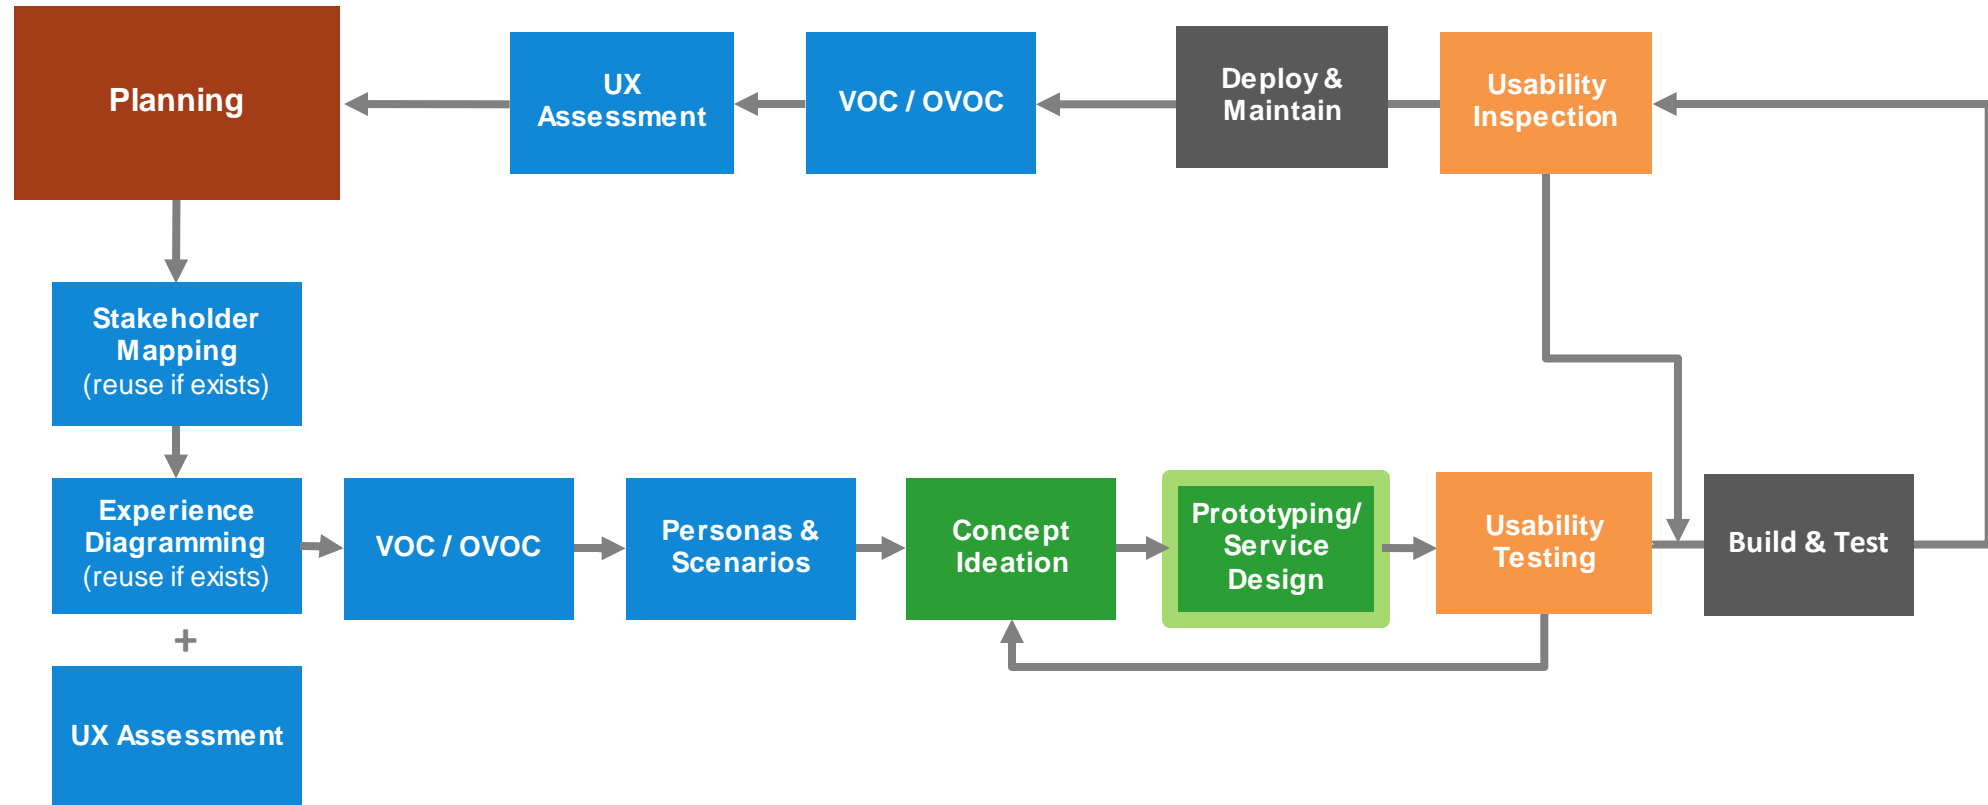 Planning
UX
Assessment
VOC / OVOC
Deploy &
Maintain
Usability
Inspection
Stakeholder
Mapping
(reuse if exists)
Experience
Diagramming
(reuse if exists)
VOC / OVOC
Personas &
Scenarios
Concept
Ideation
Prototyping/
Service
Design
Usability
Testing
Build & Test
+
UX Assessment